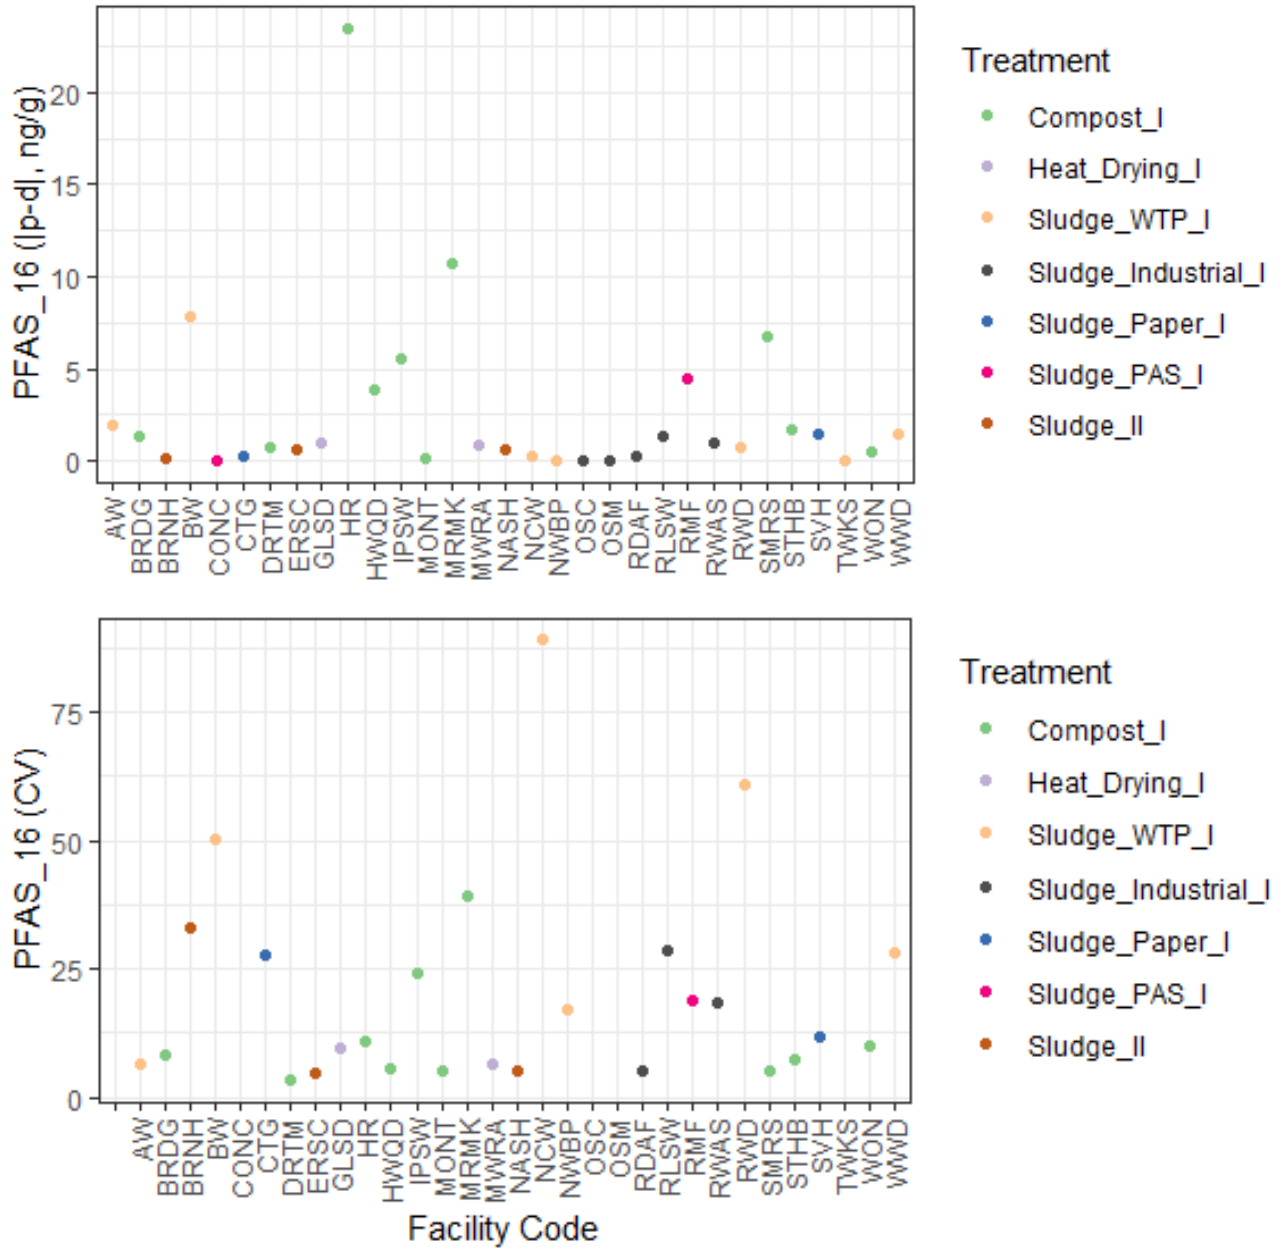 PFAS_16 (|p-d|, ng/g)
20
15
10
5
0
AW
BRDG
BRNH
BW
CONC
CTG
DRTM
ERSC
GLSD
HR
HWQD
IPSW
MONT
MRMK
MWRA
NASH
NCW
NWBP
OSC
OSM
RDAF
RLSW
RMF
RWAS
RWD
SMRS
STHB
SVH
TWKS
WON
WWD
Treatment
Compost_I
Heat_Drying_I
Sludge_WTP_I
Sludge_Industrial_I
Sludge_Paper_I
Sludge_PAS_I
Sludge_II
PFAS_16 (CV)
75
50
25
0
AW
BRDG
BRNH
BW
CONC
CTG
DRTM
ERSC
GLSD
HR
HWQD
IPSW
MONT
MRMK
MWRA
NASH
NCW
NWBP
OSC
OSM
RDAF
RLSW
RMF
RWAS
RWD
SMRS
STHB
SVH
TWKS
WON
WWD
Facility Code
Treatment
Compost_I
Heat_Drying_I
Sludge_WTP_I
Sludge_Industrial_I
Sludge_Paper_I
Sludge_PAS_I
Sludge_II